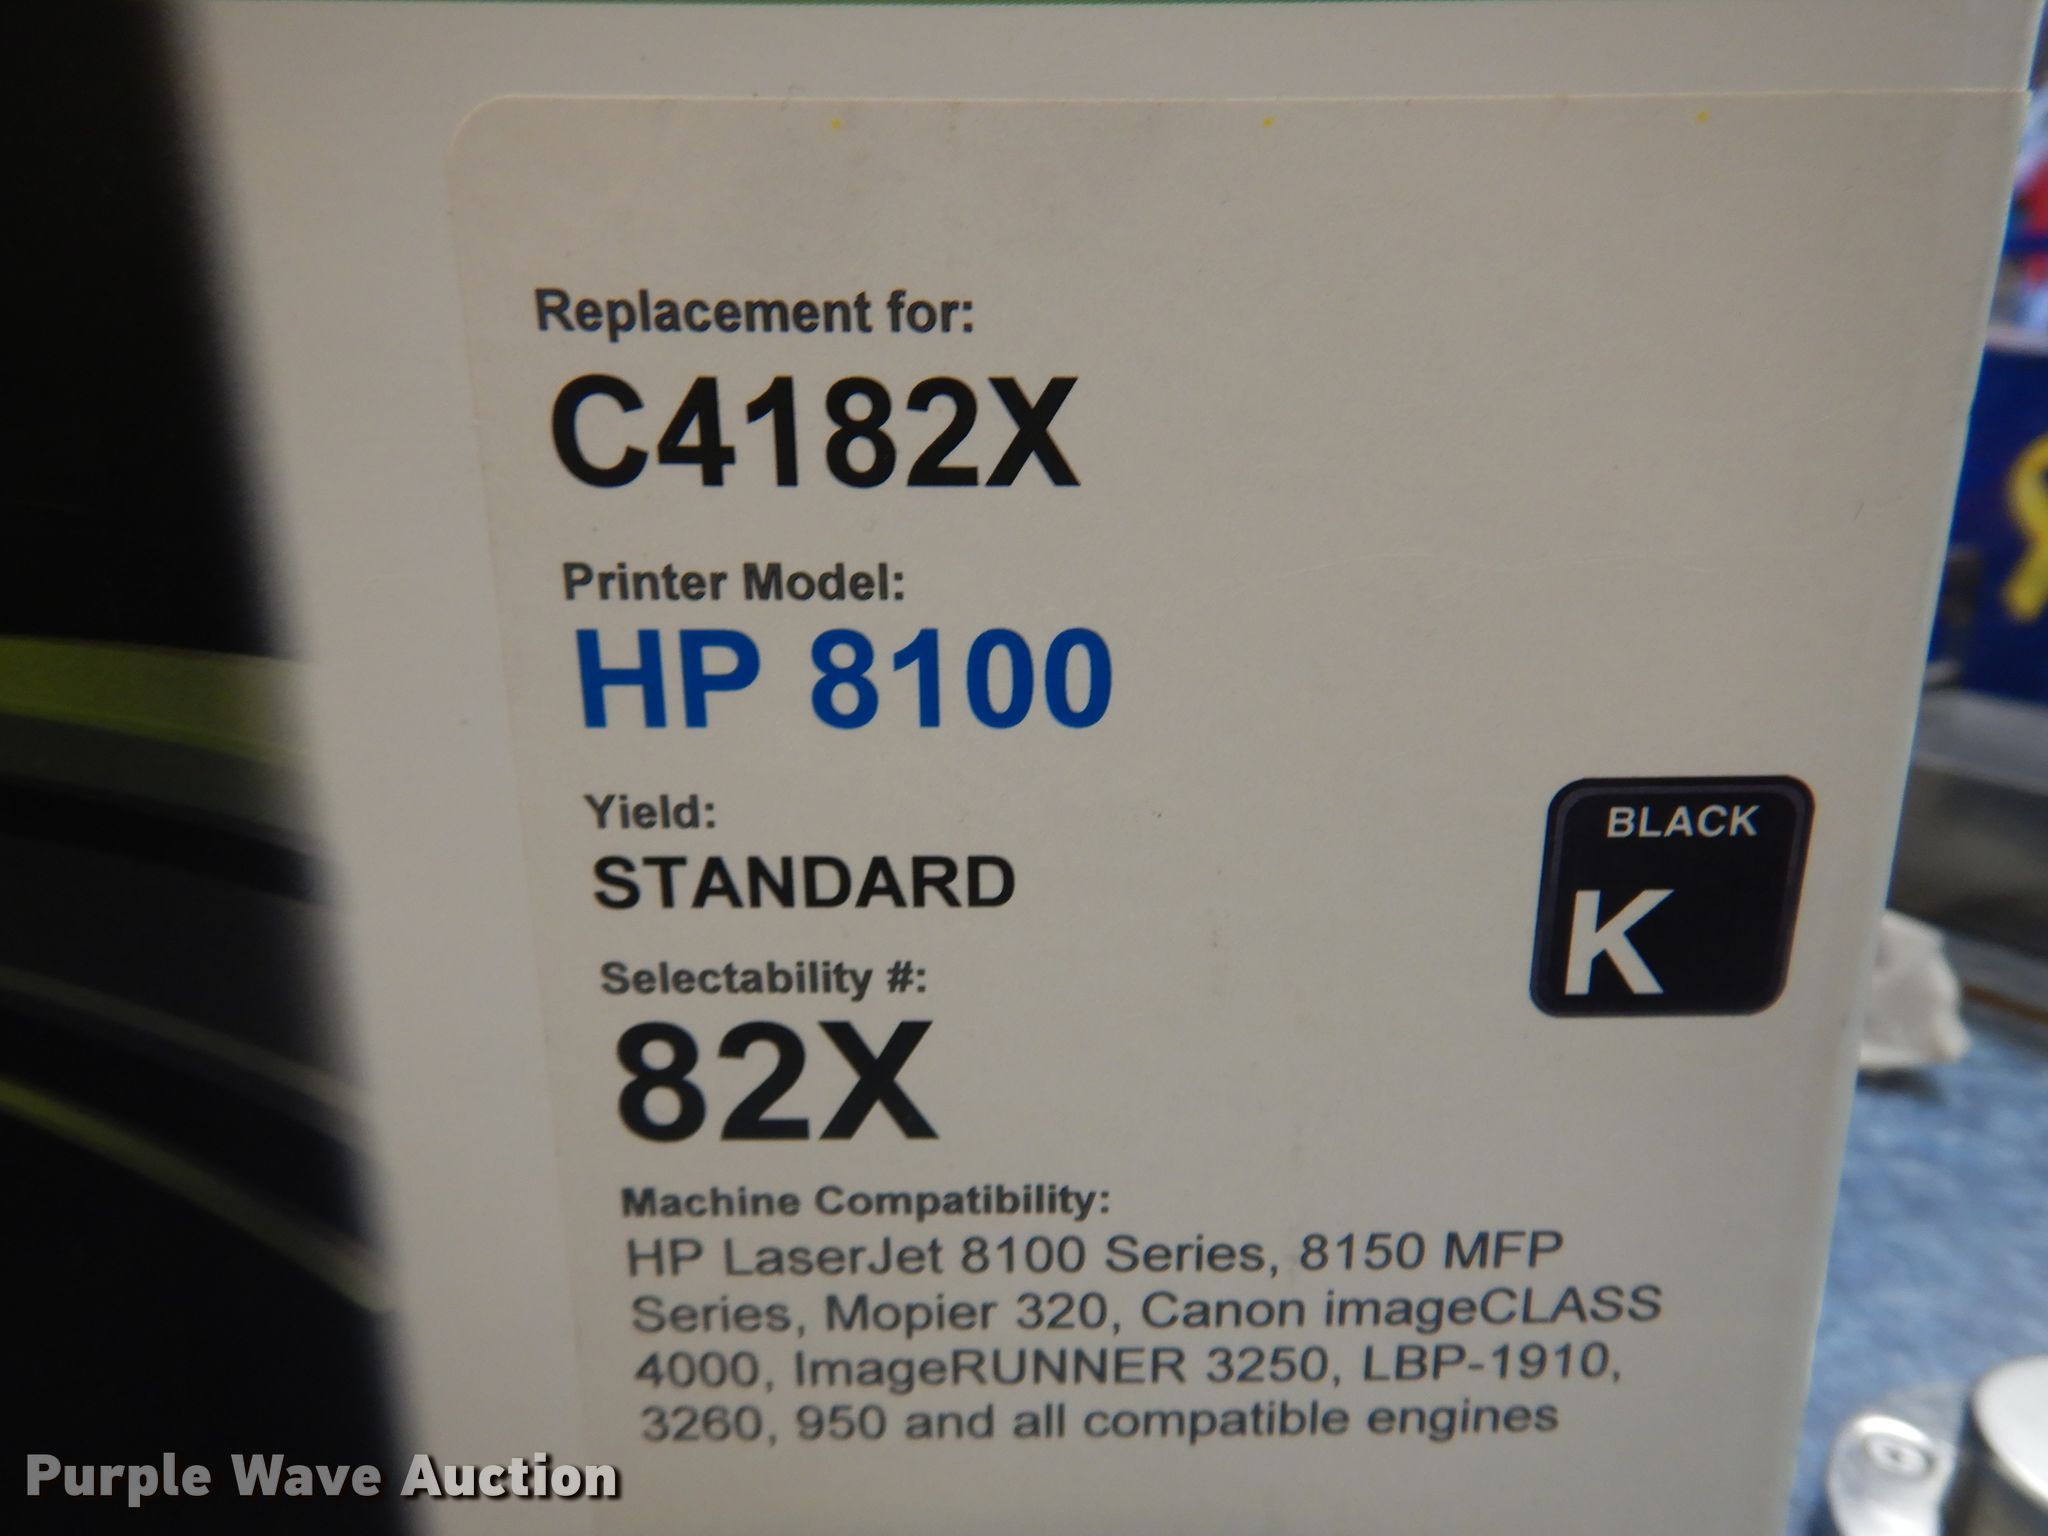 Replacement for:
C4182X
Printer Model:
HP 8100
Yield:
STANDARD
BLACK
K
Selectability #:
82X
Machine Compatibility:
HP LaserJet 8100 Series, 8150 MFP
Series, Mopier 320, Canon imageCLASS
4000, ImageRUNNER 3250, LBP-1910,
3260, 950 and all compatible engines
Purple Wave Auction